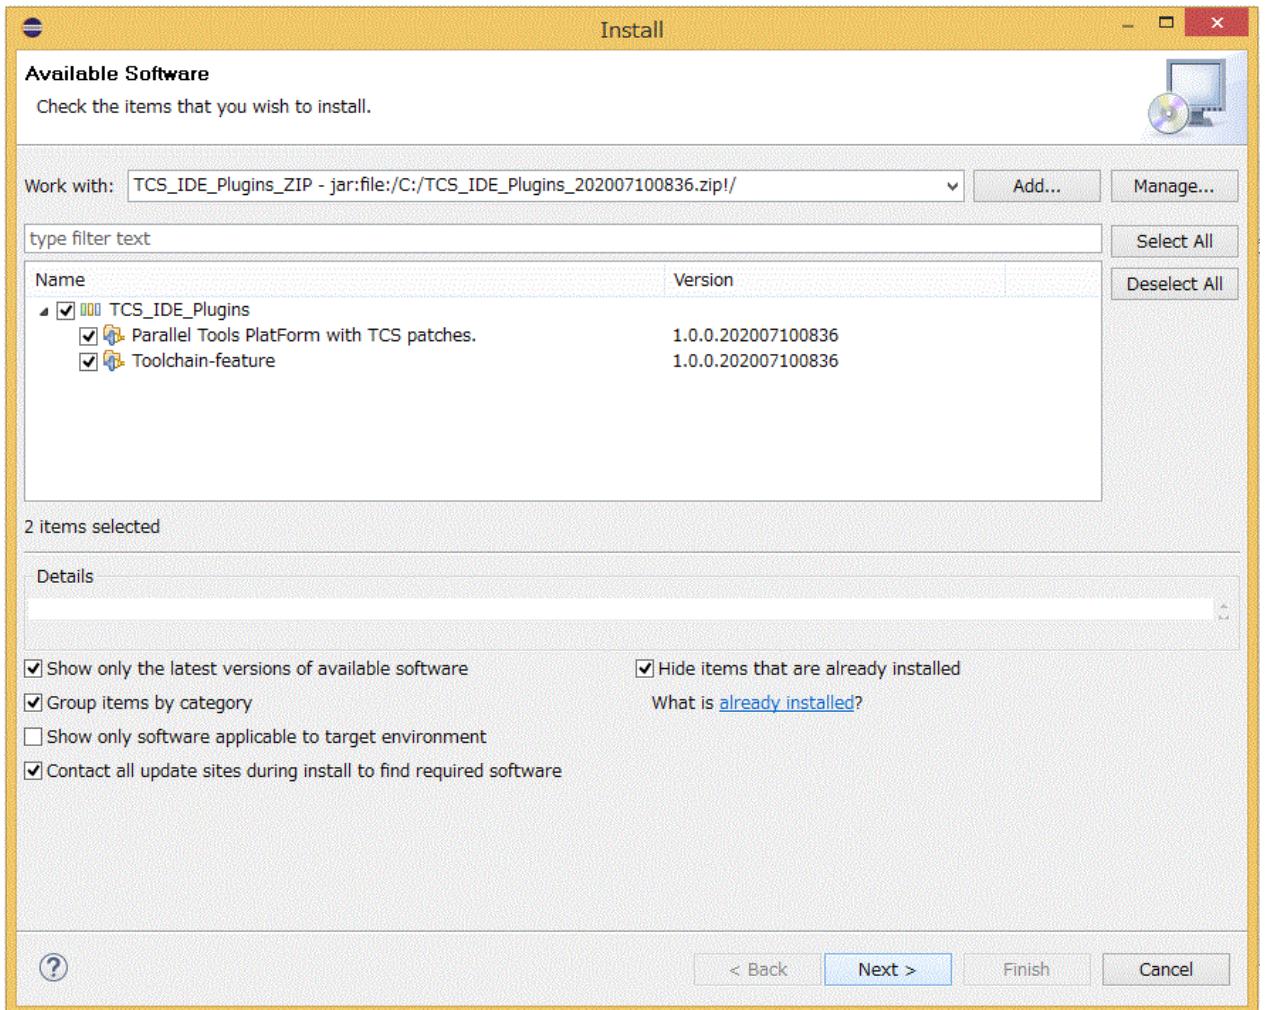 Install
Available Software
Check the items that you wish to install.
Work with: TCS_IDE_Plugins_ZIP - jar:file:/C:/TCS_IDE_Plugins_202007100836.zip!/ Add... Manage...
type filter text Select All
Name Version Deselect All
TCS_IDE_Plugins
Parallel Tools PlatForm with TCS patches. 1.0.0.202007100836
Toolchain-feature 1.0.0.202007100836
2 items selected
Details
Show only the latest versions of available software Hide items that are already installed
Group items by category What is already installed?
Show only software applicable to target environment
Contact all update sites during install to find required software
? < Back Next > Finish Cancel